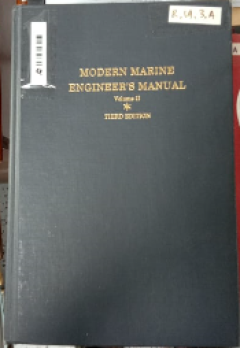 MODERN MARINE
ENGINEER'S MANUAL
Volume II
THIRD EDITION